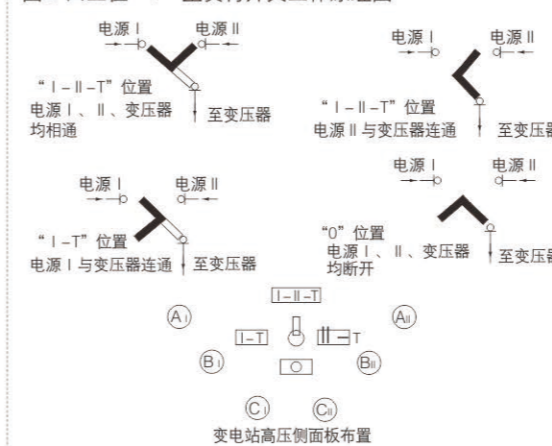 电源Ⅰ 电源Ⅱ
"Ⅰ-Ⅱ-T"位置
电源Ⅰ、Ⅱ、变压器
均相通
至变压器
电源Ⅰ 电源Ⅱ
"Ⅰ-Ⅱ-T"位置
电源Ⅱ与变压器连通
至变压器
电源Ⅰ 电源Ⅱ
"Ⅰ-T"位置
电源Ⅰ与变压器连通
至变压器
电源Ⅰ 电源Ⅱ
"0"位置
电源Ⅰ、Ⅱ、变压器
均断开
至变压器
Ⅰ-Ⅱ-T
AⅠ AⅡ
Ⅰ-T Ⅱ-T
BⅠ BⅡ
CⅠ CⅡ
变电站高压侧面板布置